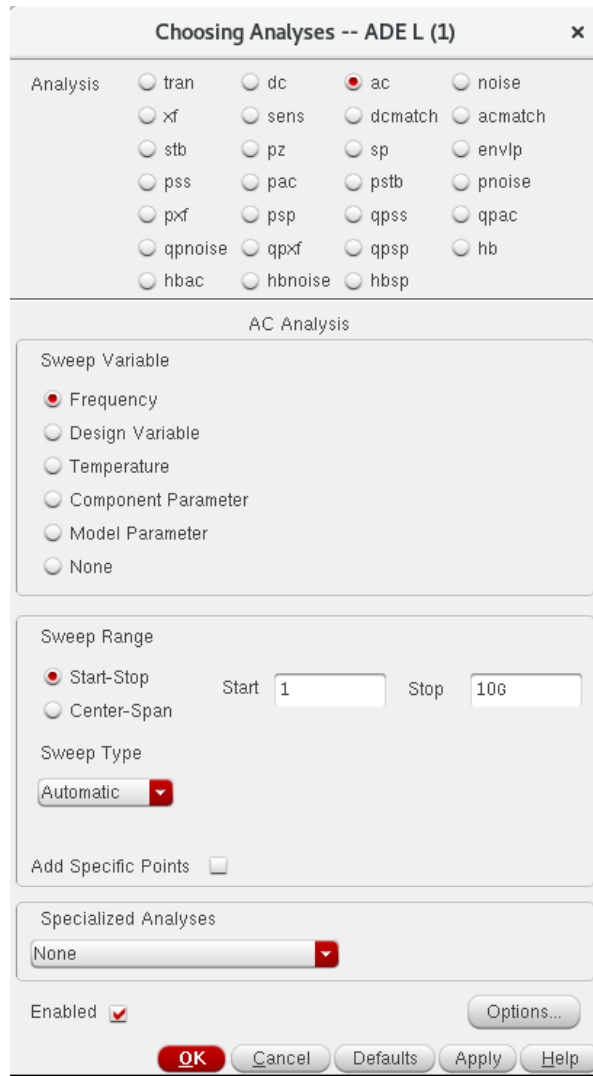 Choosing Analyses -- ADE L (1) ×
Analysis tran dc ac noise
xf sens dcmatch acmatch
stb pz sp envlp
pss pac pstb pnoise
pxf psp qpss qpac
qpnoise qpxf qpsp hb
hbac hbnoise hbsp
AC Analysis
Sweep Variable
Frequency
Design Variable
Temperature
Component Parameter
Model Parameter
None
Sweep Range
Start-Stop Start 1 Stop 10G
Center-Span
Sweep Type
Automatic
Add Specific Points
Specialized Analyses
None
Enabled Options...
OK Cancel Defaults Apply Help